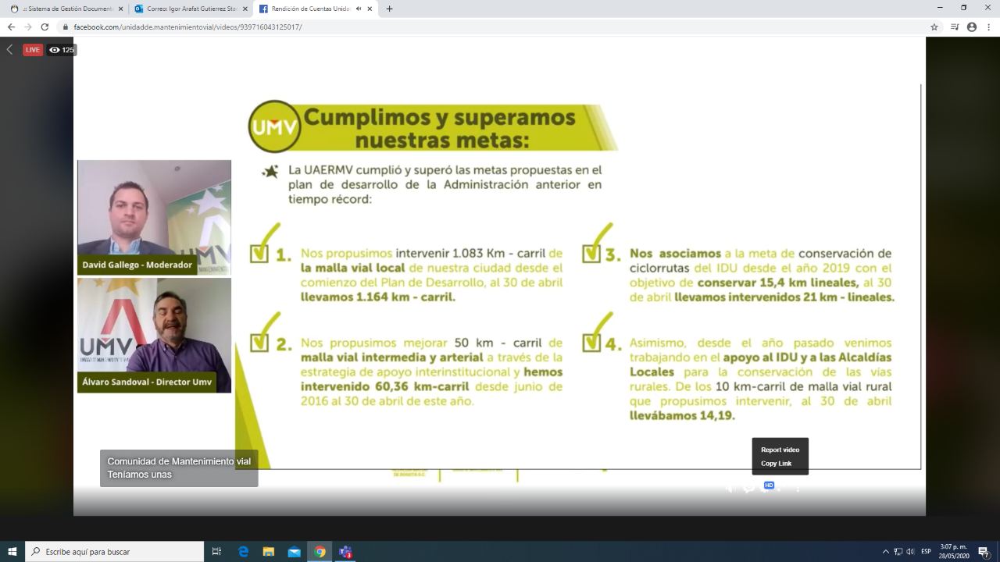 .:: Sistema de Gestión Documenta
Correo: Igor Arafat Gutierrez Star
Rendición de Cuentas Unidad
facebook.com/unidadde.mantenimientovial/videos/939716043125017/
LIVE
125
UMV
Cumplimos y superamos
nuestras metas:
La UAERMV cumplió y superó las metas propuestas en el
plan de desarrollo de la Administración anterior en
tiempo récord:
1. Nos propusimos intervenir 1.083 Km - carril de
la malla vial local de nuestra ciudad desde el
comienzo del Plan de Desarrollo, al 30 de abril
llevamos 1.164 km - carril.
2. Nos propusimos mejorar 50 km - carril de
malla vial intermedia y arterial a través de la
estrategia de apoyo interinstitucional y hemos
intervenido 60,36 km-carril desde junio de
2016 al 30 de abril de este año.
3. Nos asociamos a la meta de conservación de
ciclorrutas del IDU desde el año 2019 con el
objetivo de conservar 15,4 km lineales, al 30
de abril llevamos intervenidos 21 km - lineales.
4. Asimismo, desde el año pasado venimos
trabajando en el apoyo al IDU y a las Alcaldías
Locales para la conservación de las vías
rurales. De los 10 km-carril de malla vial rural
que propusimos intervenir, al 30 de abril
llevábamos 14,19.
UMV
David Gallego - Moderador
UMV
Álvaro Sandoval - Director Umv
Comunidad de Mantenimiento vial
Teníamos unas
DE BOGOTÁ D.C.
Report video
Copy Link
HD
Escribe aquí para buscar
3
ESP
3:07 p. m.
28/05/2020
7